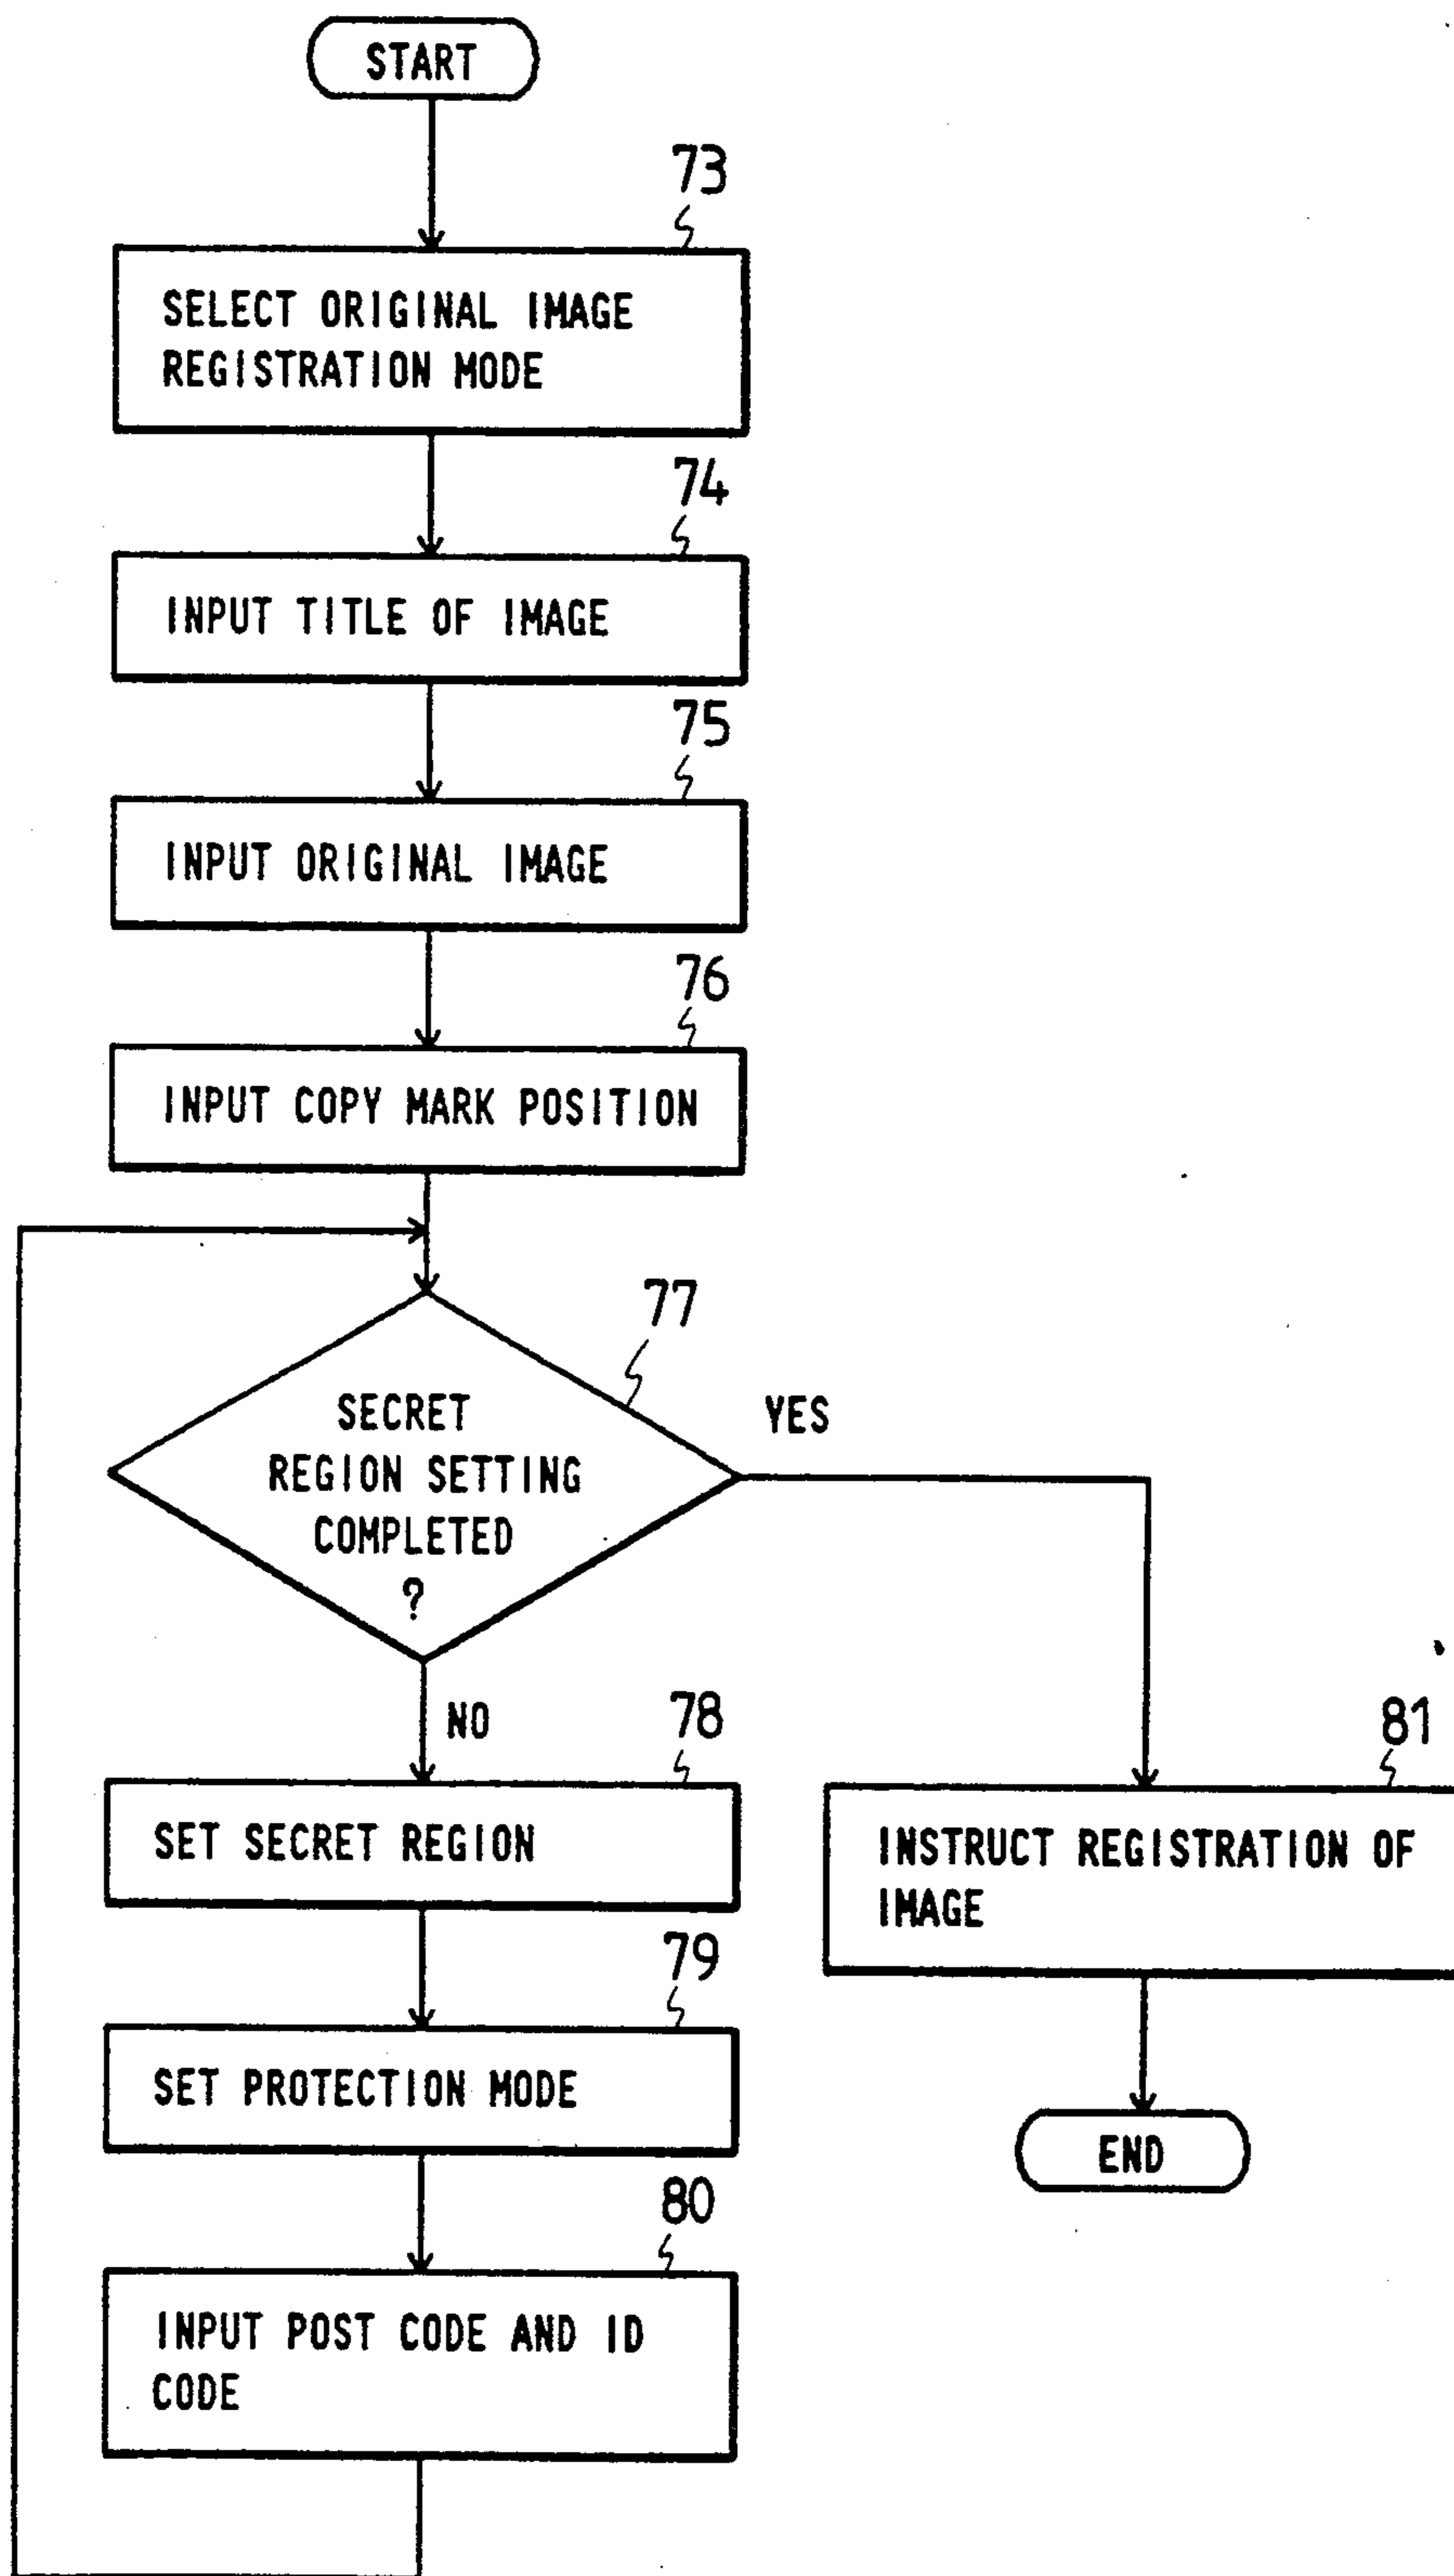 START
73
SELECT ORIGINAL IMAGE
REGISTRATION MODE
74
INPUT TITLE OF IMAGE
75
INPUT ORIGINAL IMAGE
76
INPUT COPY MARK POSITION
77
SECRET
REGION SETTING
COMPLETED
?
YES
NO
78
SET SECRET REGION
79
SET PROTECTION MODE
80
INPUT POST CODE AND ID
CODE
81
INSTRUCT REGISTRATION OF
IMAGE
END